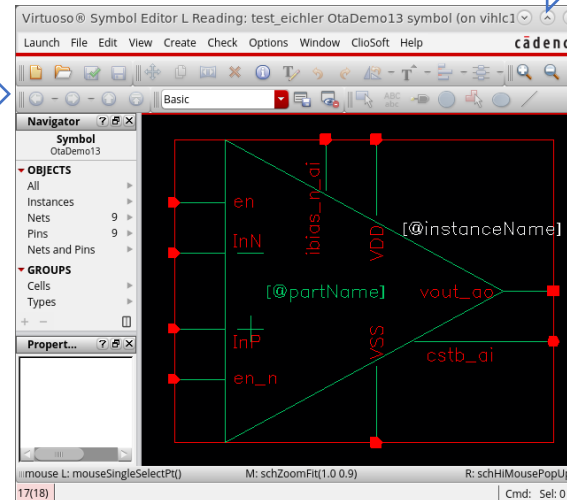 Virtuoso® Symbol Editor L Reading: test_eichler OtaDemo13 symbol (on vihlc1
Launch File Edit View Create Check Options Window ClioSoft Help cādenc
Basic
Navigator
Symbol
OtaDemo13
OBJECTS
All
Instances
Nets 9
Pins 9
Nets and Pins
GROUPS
Cells
Types
Propert...
ibias_n_ai
VDD
en
InN
[@instanceName]
[@partName]
vout_ao
InP
VSS
cstb_ai
en_n
mouse L: mouseSingleSelectPt() M: schZoomFit(1.0 0.9) R: schHiMousePopUp
17(18) Cmd: Sel: 0